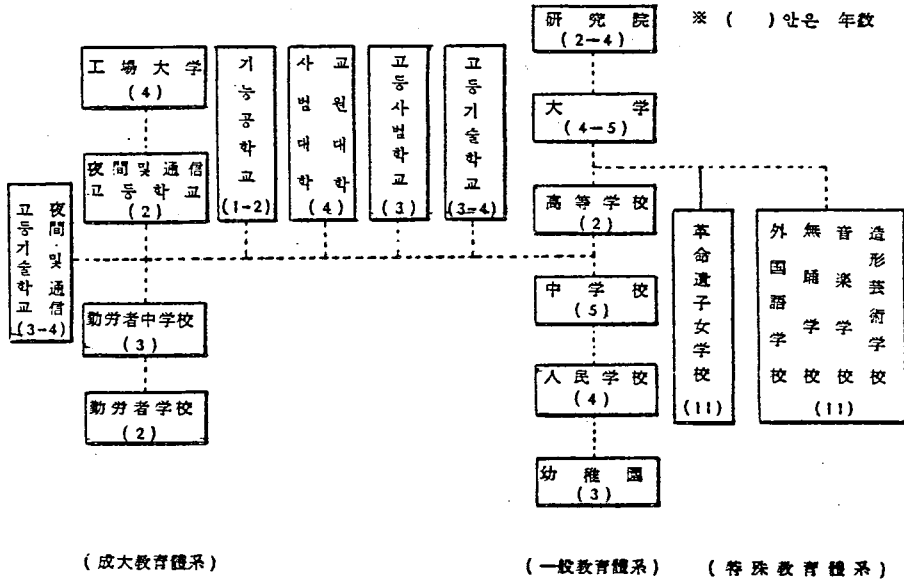 研究院
(2-4)
※ ( )안은 年数
工場大学
(4)
기능공학교
(1-2)
사범대학
교원대학
(4)
고등사범학교
(3)
고등기술학교
(3-4)
大学
(4-5)
夜間및通信
고등학교
(2)
夜間·및通信
고등기술학교
(3-4)
高等学校
(2)
革命遺子女学校
(11)
外国語学校
無踊学校
音楽学校
造形芸術学校
(11)
勤労者中学校
(3)
中学校
(5)
勤労者学校
(2)
人民学校
(4)
幼稚園
(3)
(成大教育體系)
(一般教育體系)
(特殊教育體系)